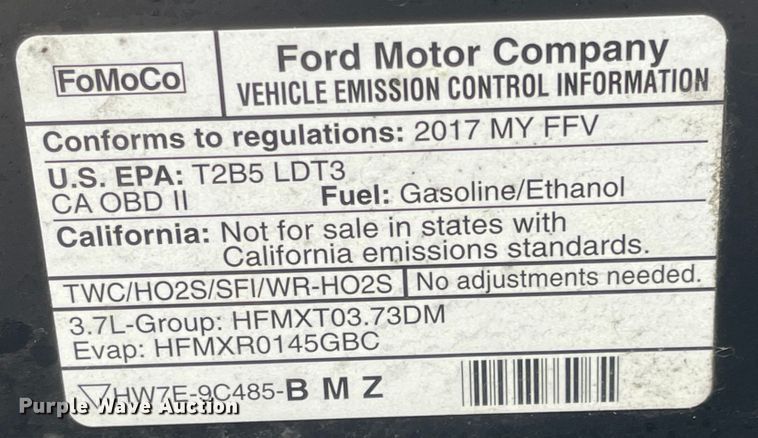 FoMoCo
Ford Motor Company
VEHICLE EMISSION CONTROL INFORMATION
Conforms to regulations: 2017 MY FFV
U.S. EPA: T2B5 LDT3
CA OBD II Fuel: Gasoline/Ethanol
California: Not for sale in states with
California emissions standards.
TWC/HO2S/SFI/WR-HO2S No adjustments needed.
3.7L-Group: HFMXT03.73DM
Evap: HFMXR0145GBC
HW7E-9C485-B M Z
Purple Wave Auction